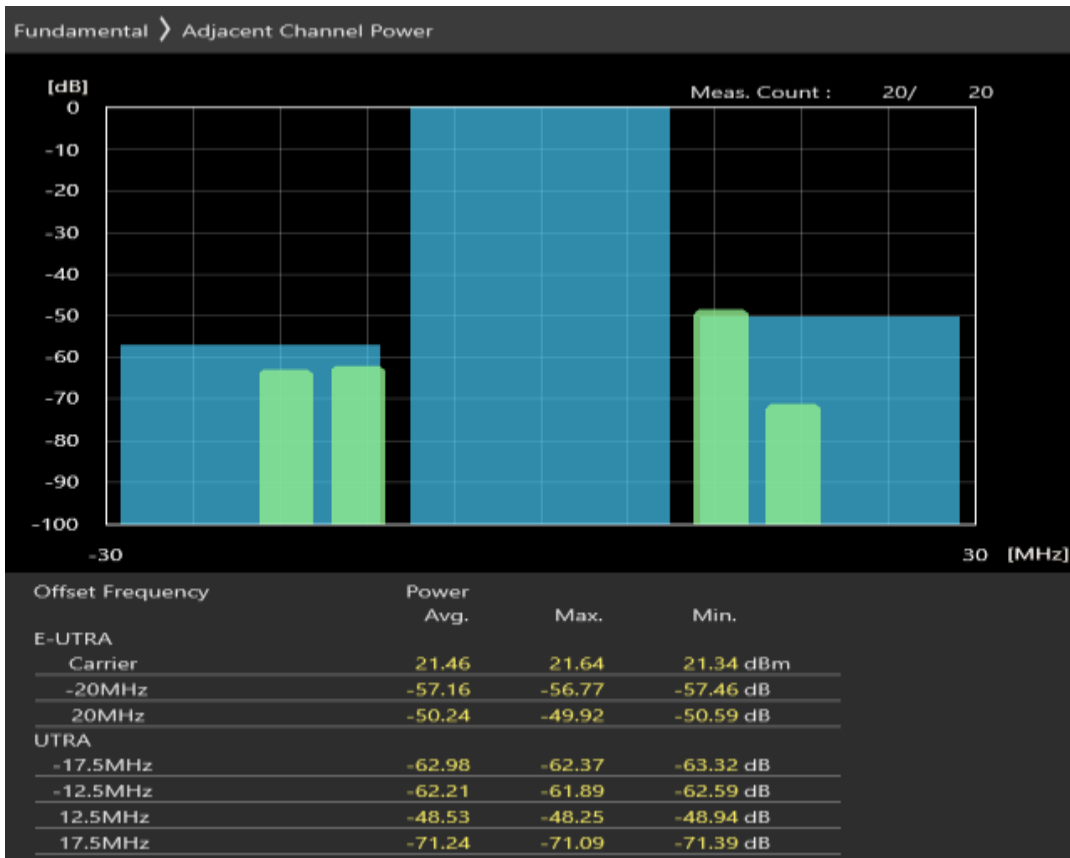 Fundamental ❭ Adjacent Channel Power
[dB]
Meas. Count : 20/ 20
0
-10
-20
-30
-40
-50
-60
-70
-80
-90
-100
-30 30 [MHz]
Offset Frequency Power
Avg. Max. Min.
E-UTRA
Carrier 21.46 21.64 21.34 dBm
-20MHz -57.16 -56.77 -57.46 dB
20MHz -50.24 -49.92 -50.59 dB
UTRA
-17.5MHz -62.98 -62.37 -63.32 dB
-12.5MHz -62.21 -61.89 -62.59 dB
12.5MHz -48.53 -48.25 -48.94 dB
17.5MHz -71.24 -71.09 -71.39 dB